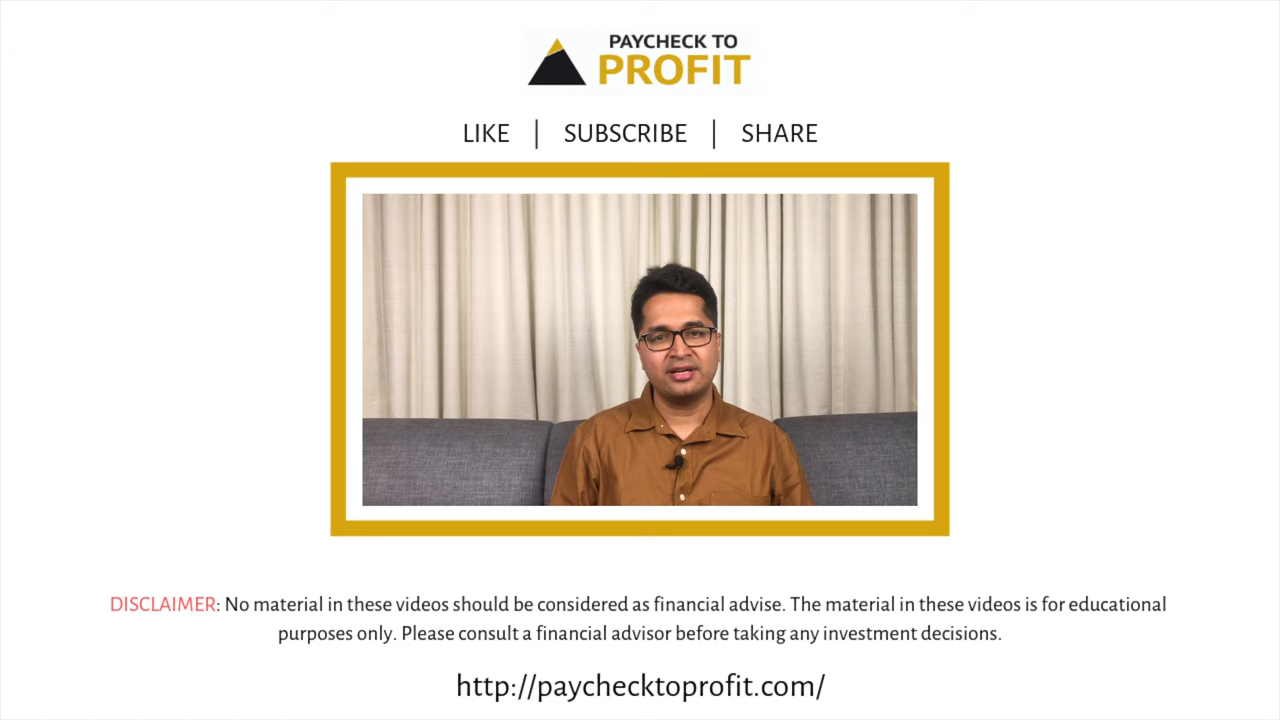 PAYCHECK TO
PROFIT
LIKE | SUBSCRIBE | SHARE
DISCLAIMER: No material in these videos should be considered as financial advise. The material in these videos is for educational
purposes only. Please consult a financial advisor before taking any investment decisions.
http://paychecktoprofit.com/